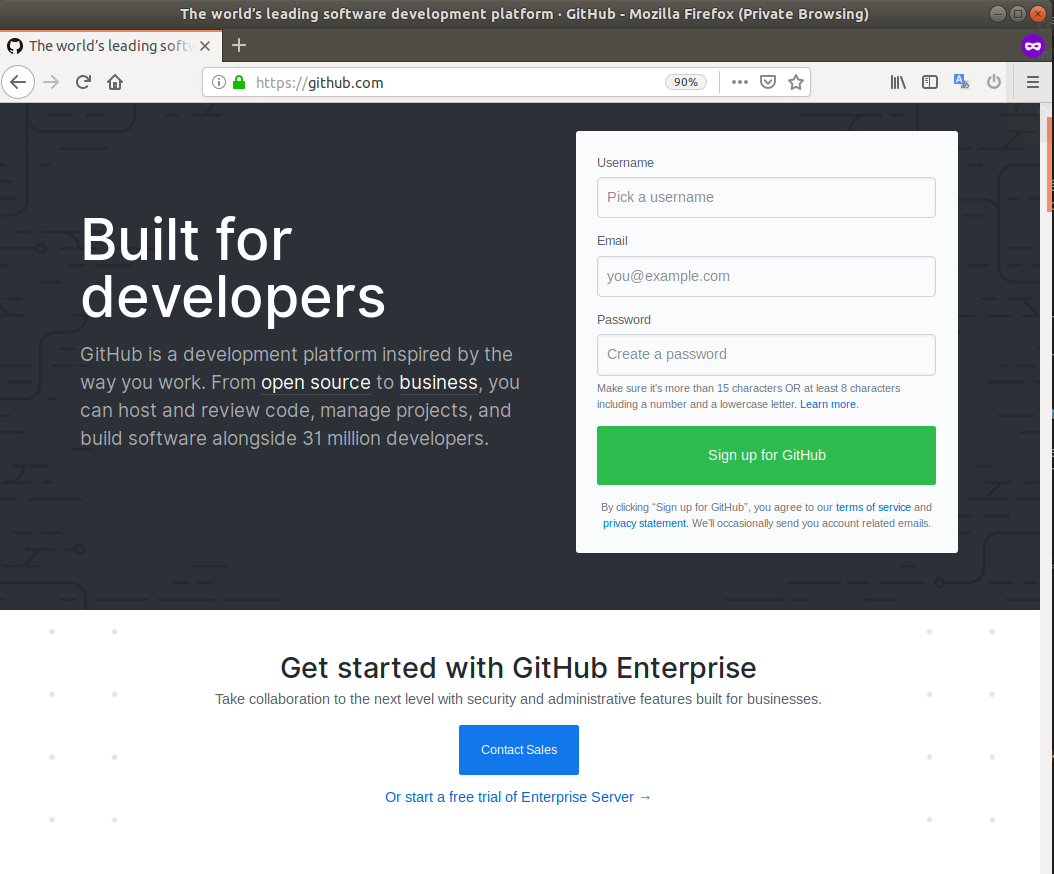 The world's leading software development platform · GitHub - Mozilla Firefox (Private Browsing)
The world's leading softw
https://github.com
90%
Built for
developers
GitHub is a development platform inspired by the
way you work. From open source to business, you
can host and review code, manage projects, and
build software alongside 31 million developers.
Username
Pick a username
Email
you@example.com
Password
Create a password
Make sure it's more than 15 characters OR at least 8 characters
including a number and a lowercase letter. Learn more.
Sign up for GitHub
By clicking “Sign up for GitHub”, you agree to our terms of service and
privacy statement. We'll occasionally send you account related emails.
Get started with GitHub Enterprise
Take collaboration to the next level with security and administrative features built for businesses.
Contact Sales
Or start a free trial of Enterprise Server →